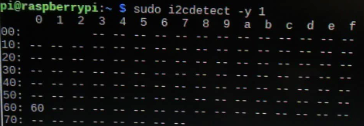 pi@raspberrypi:~ $ sudo i2cdetect -y 1
     0  1  2  3  4  5  6  7  8  9  a  b  c  d  e  f
00:          -- -- -- -- -- -- -- -- -- -- -- -- --
10: -- -- -- -- -- -- -- -- -- -- -- -- -- -- -- --
20: -- -- -- -- -- -- -- -- -- -- -- -- -- -- -- --
30: -- -- -- -- -- -- -- -- -- -- -- -- -- -- -- --
40: -- -- -- -- -- -- -- -- -- -- -- -- -- -- -- --
50: -- -- -- -- -- -- -- -- -- -- -- -- -- -- -- --
60: 60 -- -- -- -- -- -- -- -- -- -- -- -- -- -- --
70: -- -- -- -- -- -- -- --